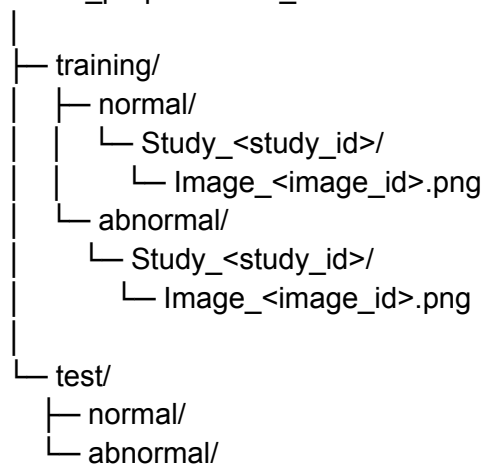 │
├── training/
│   ├── normal/
│   │   └── Study_<study_id>/
│   │       └── Image_<image_id>.png
│   └── abnormal/
│       └── Study_<study_id>/
│           └── Image_<image_id>.png
│
└── test/
    ├── normal/
    └── abnormal/